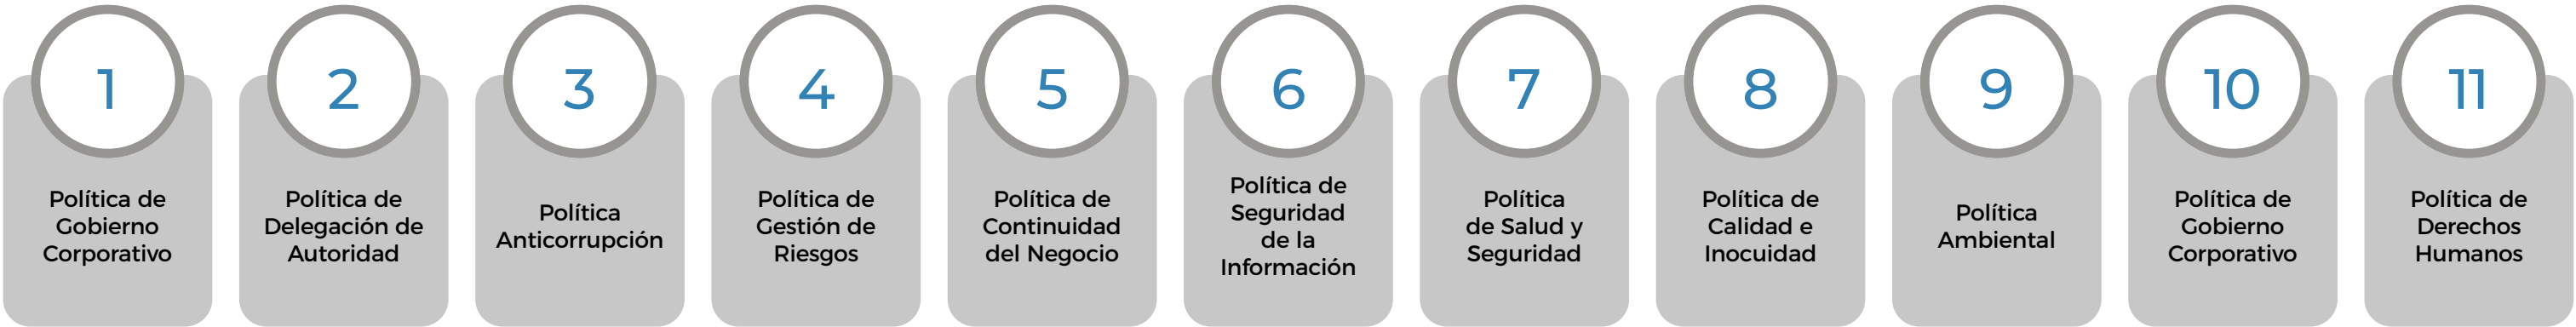 1
Política de
Gobierno
Corporativo
2
Política de
Delegación de
Autoridad
3
Política
Anticorrupción
4
Política de
Gestión de
Riesgos
5
Política de
Continuidad
del Negocio
6
Política de
Seguridad
de la
Información
7
Política
de Salud y
Seguridad
8
Política de
Calidad e
Inocuidad
9
Política
Ambiental
10
Política de
Gobierno
Corporativo
11
Política de
Derechos
Humanos